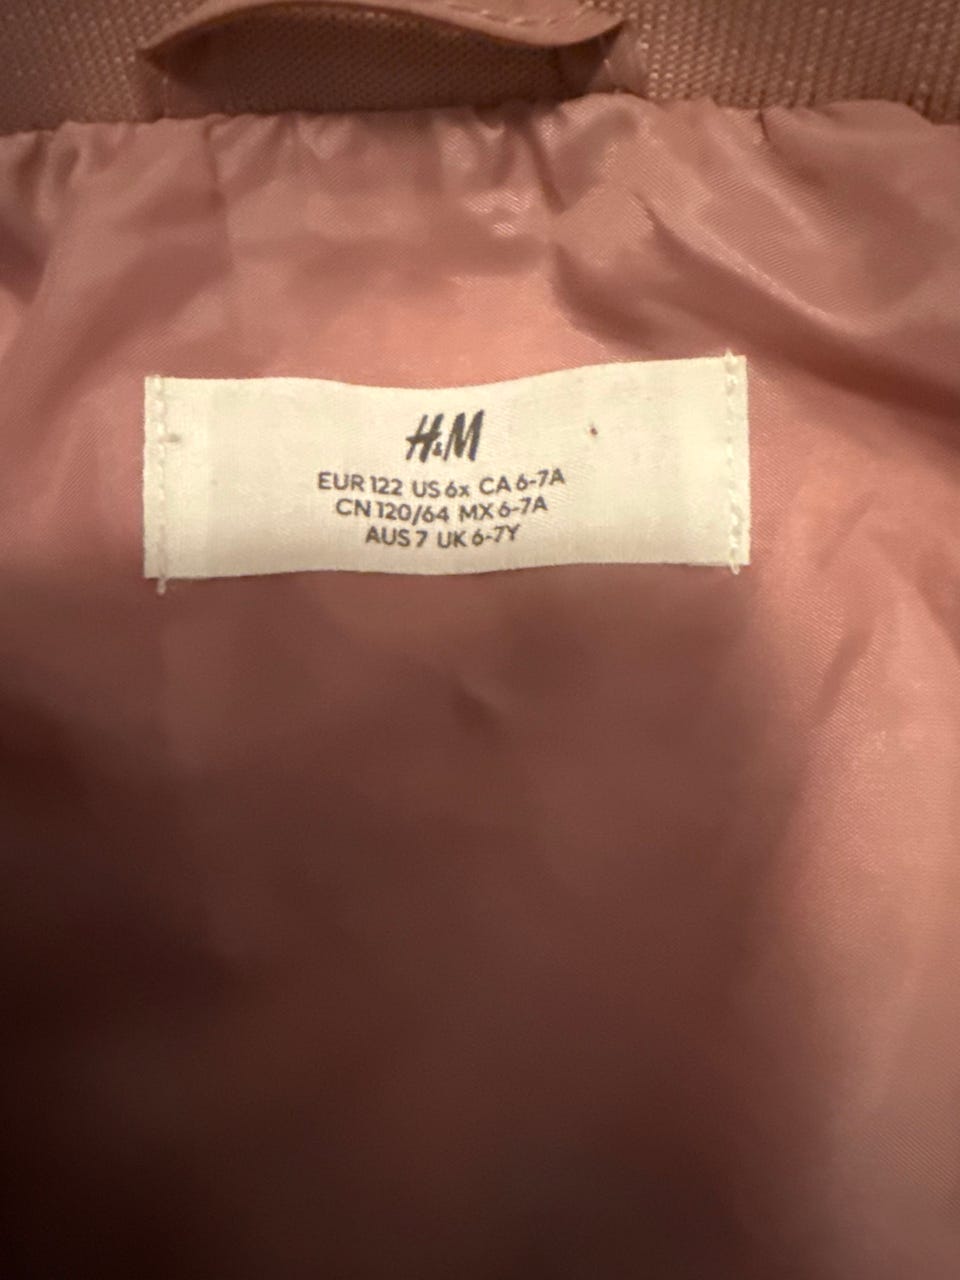 H&M
EUR 122 US 6x CA 6-7A
CN 120/64 MX 6-7A
AUS 7 UK 6-7Y